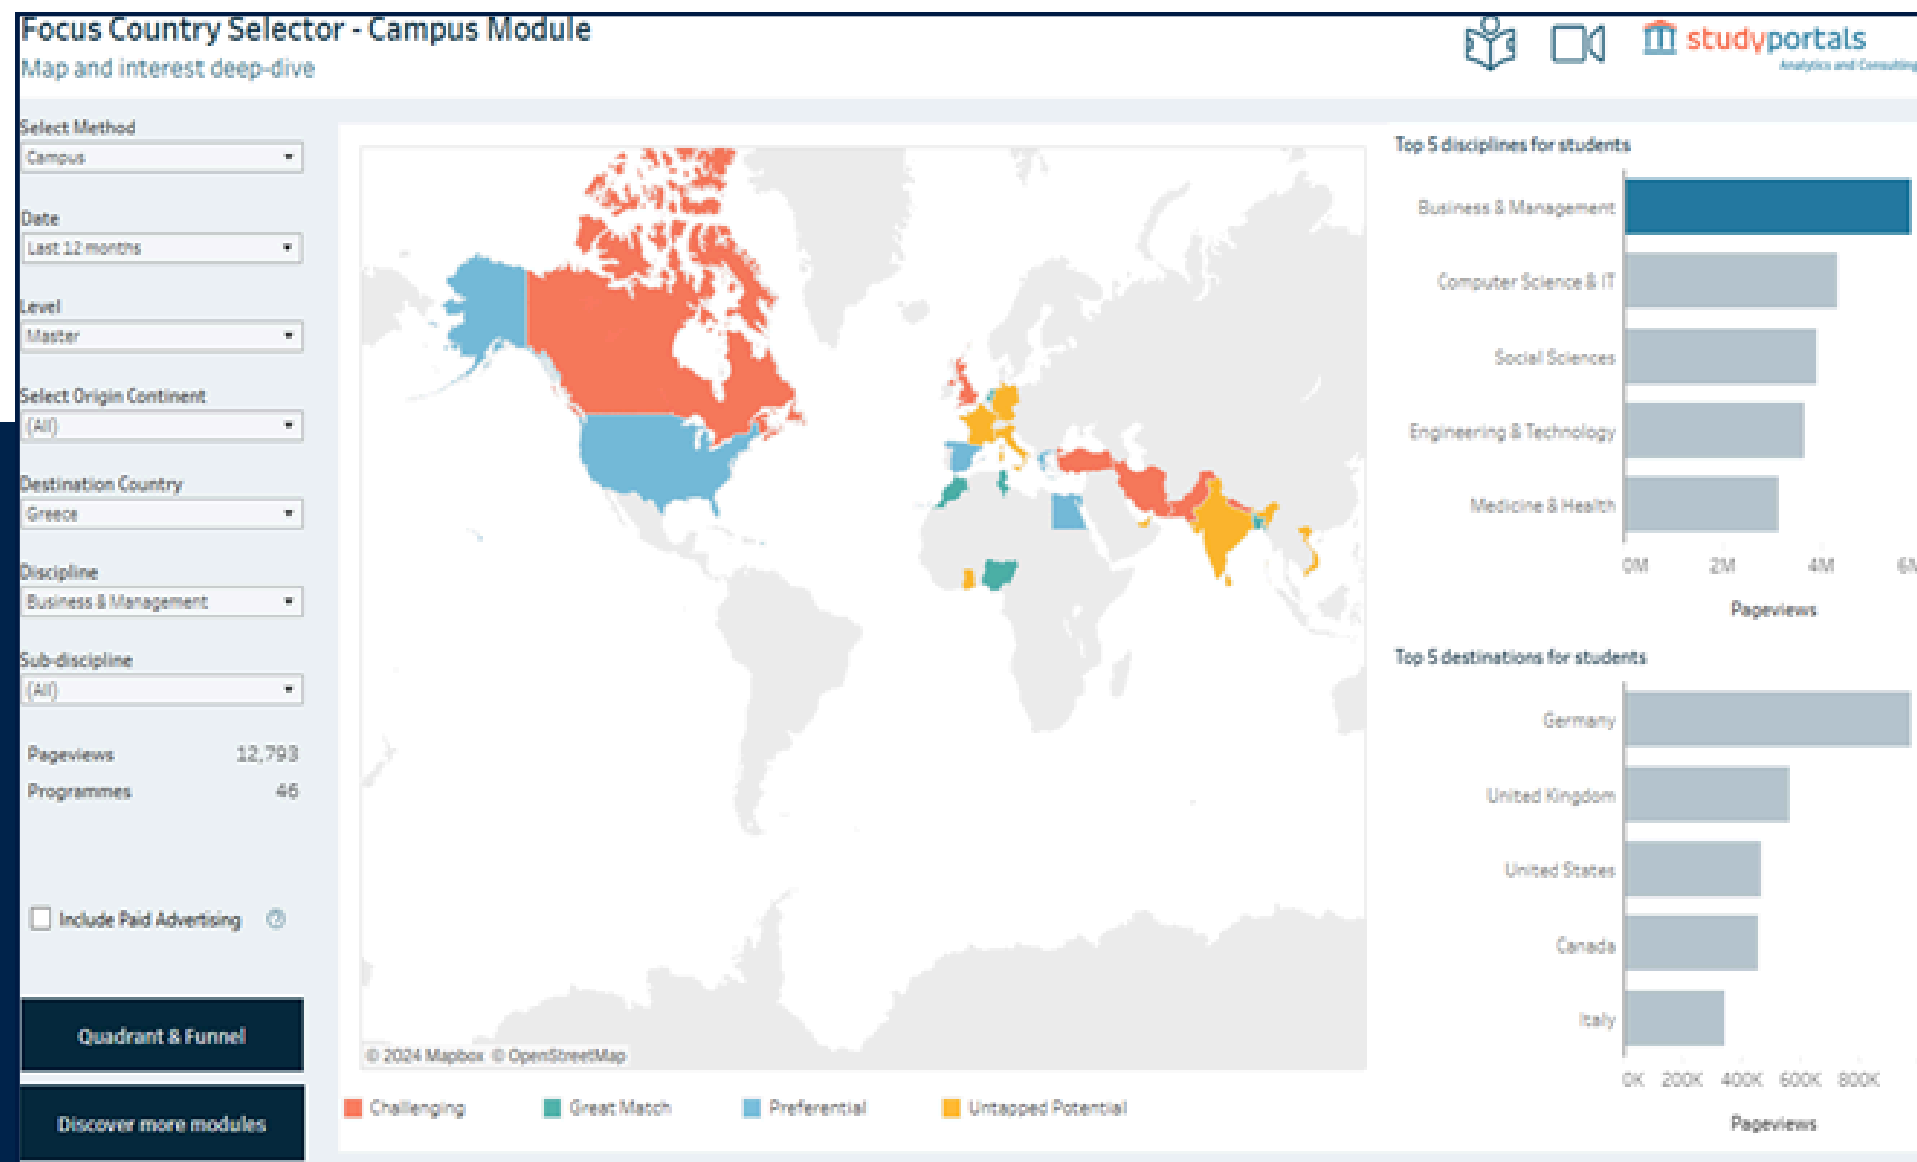 Focus Country Selector - Campus Module
Map and interest deep-dive
studyportals
Analytics and Consulting
Select Method
Campus
Date
Last 12 months
Level
Master
Select Origin Continent
(All)
Destination Country
Greece
Discipline
Business & Management
Sub-discipline
(All)
Pageviews 12,793
Programmes 46
Include Paid Advertising ?
Quadrant & Funnel
Discover more modules
© 2024 Mapbox © OpenStreetMap
Challenging Great Match Preferential Untapped Potential
Top 5 disciplines for students
Business & Management
Computer Science & IT
Social Sciences
Engineering & Technology
Medicine & Health
0M 2M 4M 6M
Pageviews
Top 5 destinations for students
Germany
United Kingdom
United States
Canada
Italy
0K 200K 400K 600K 800K
Pageviews